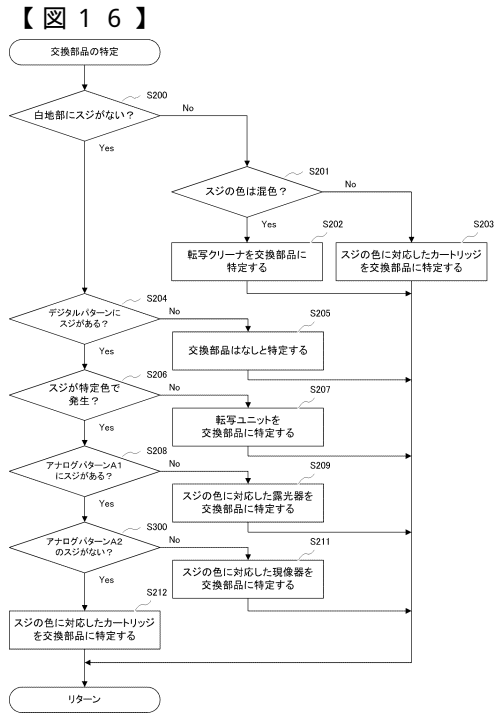 【図１６】
交換部品の特定
S200
白地部にスジがない？
No
Yes
S201
スジの色は混色？
No
Yes
S202
転写クリーナを交換部品に
特定する
S203
スジの色に対応したカートリッジ
を交換部品に特定する
S204
デジタルパターンに
スジがある？
No
Yes
S205
交換部品はなしと特定する
S206
スジが特定色で
発生？
No
Yes
S207
転写ユニットを
交換部品に特定する
S208
アナログパターンA1
にスジがある？
No
Yes
S209
スジの色に対応した露光器を
交換部品に特定する
S300
アナログパターンA2
のスジがない？
No
Yes
S211
スジの色に対応した現像器を
交換部品に特定する
S212
スジの色に対応したカートリッジ
を交換部品に特定する
リターン